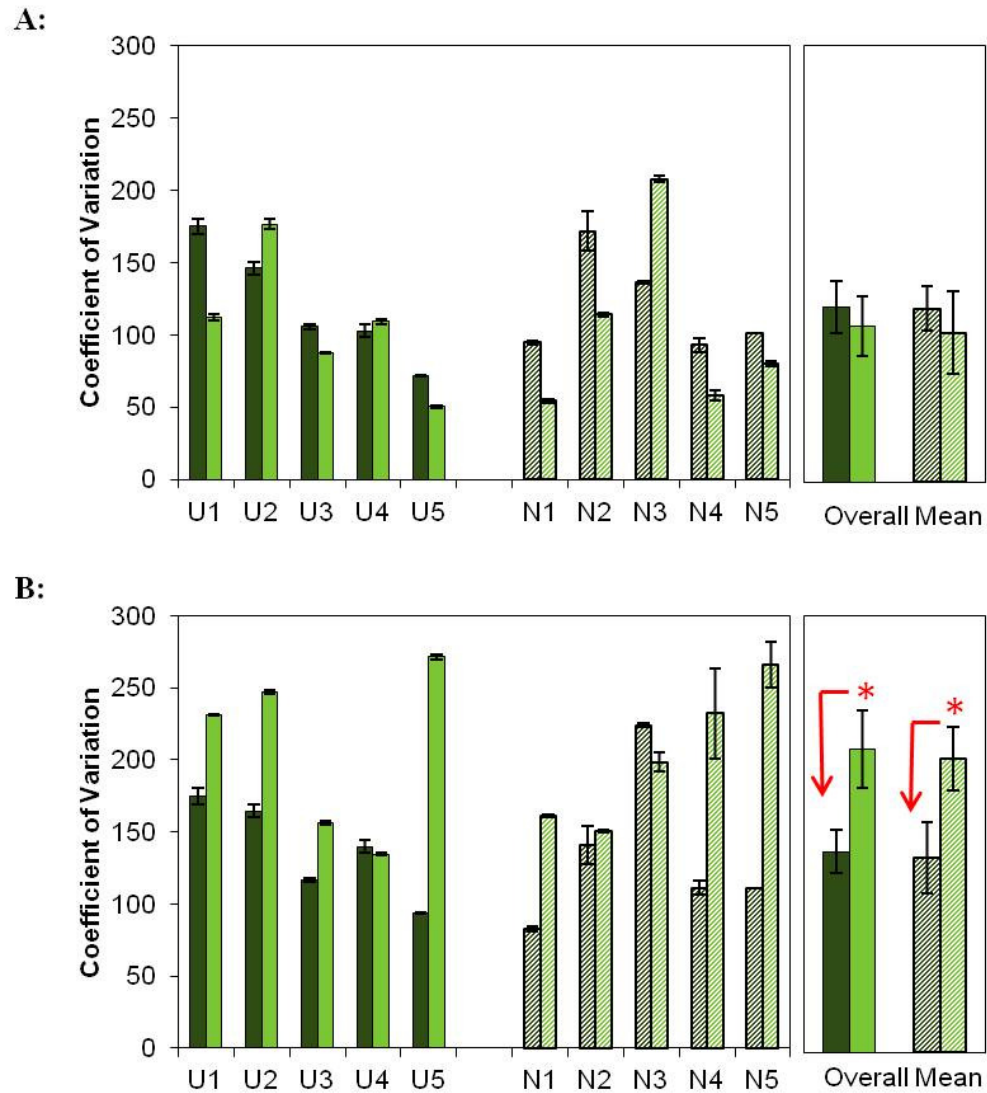 A:
300
250
200
150
100
50
0
Coefficient of Variation
U1 U2 U3 U4 U5 N1 N2 N3 N4 N5
Overall Mean
B:
300
250
200
150
100
50
0
Coefficient of Variation
* *
U1 U2 U3 U4 U5 N1 N2 N3 N4 N5
Overall Mean